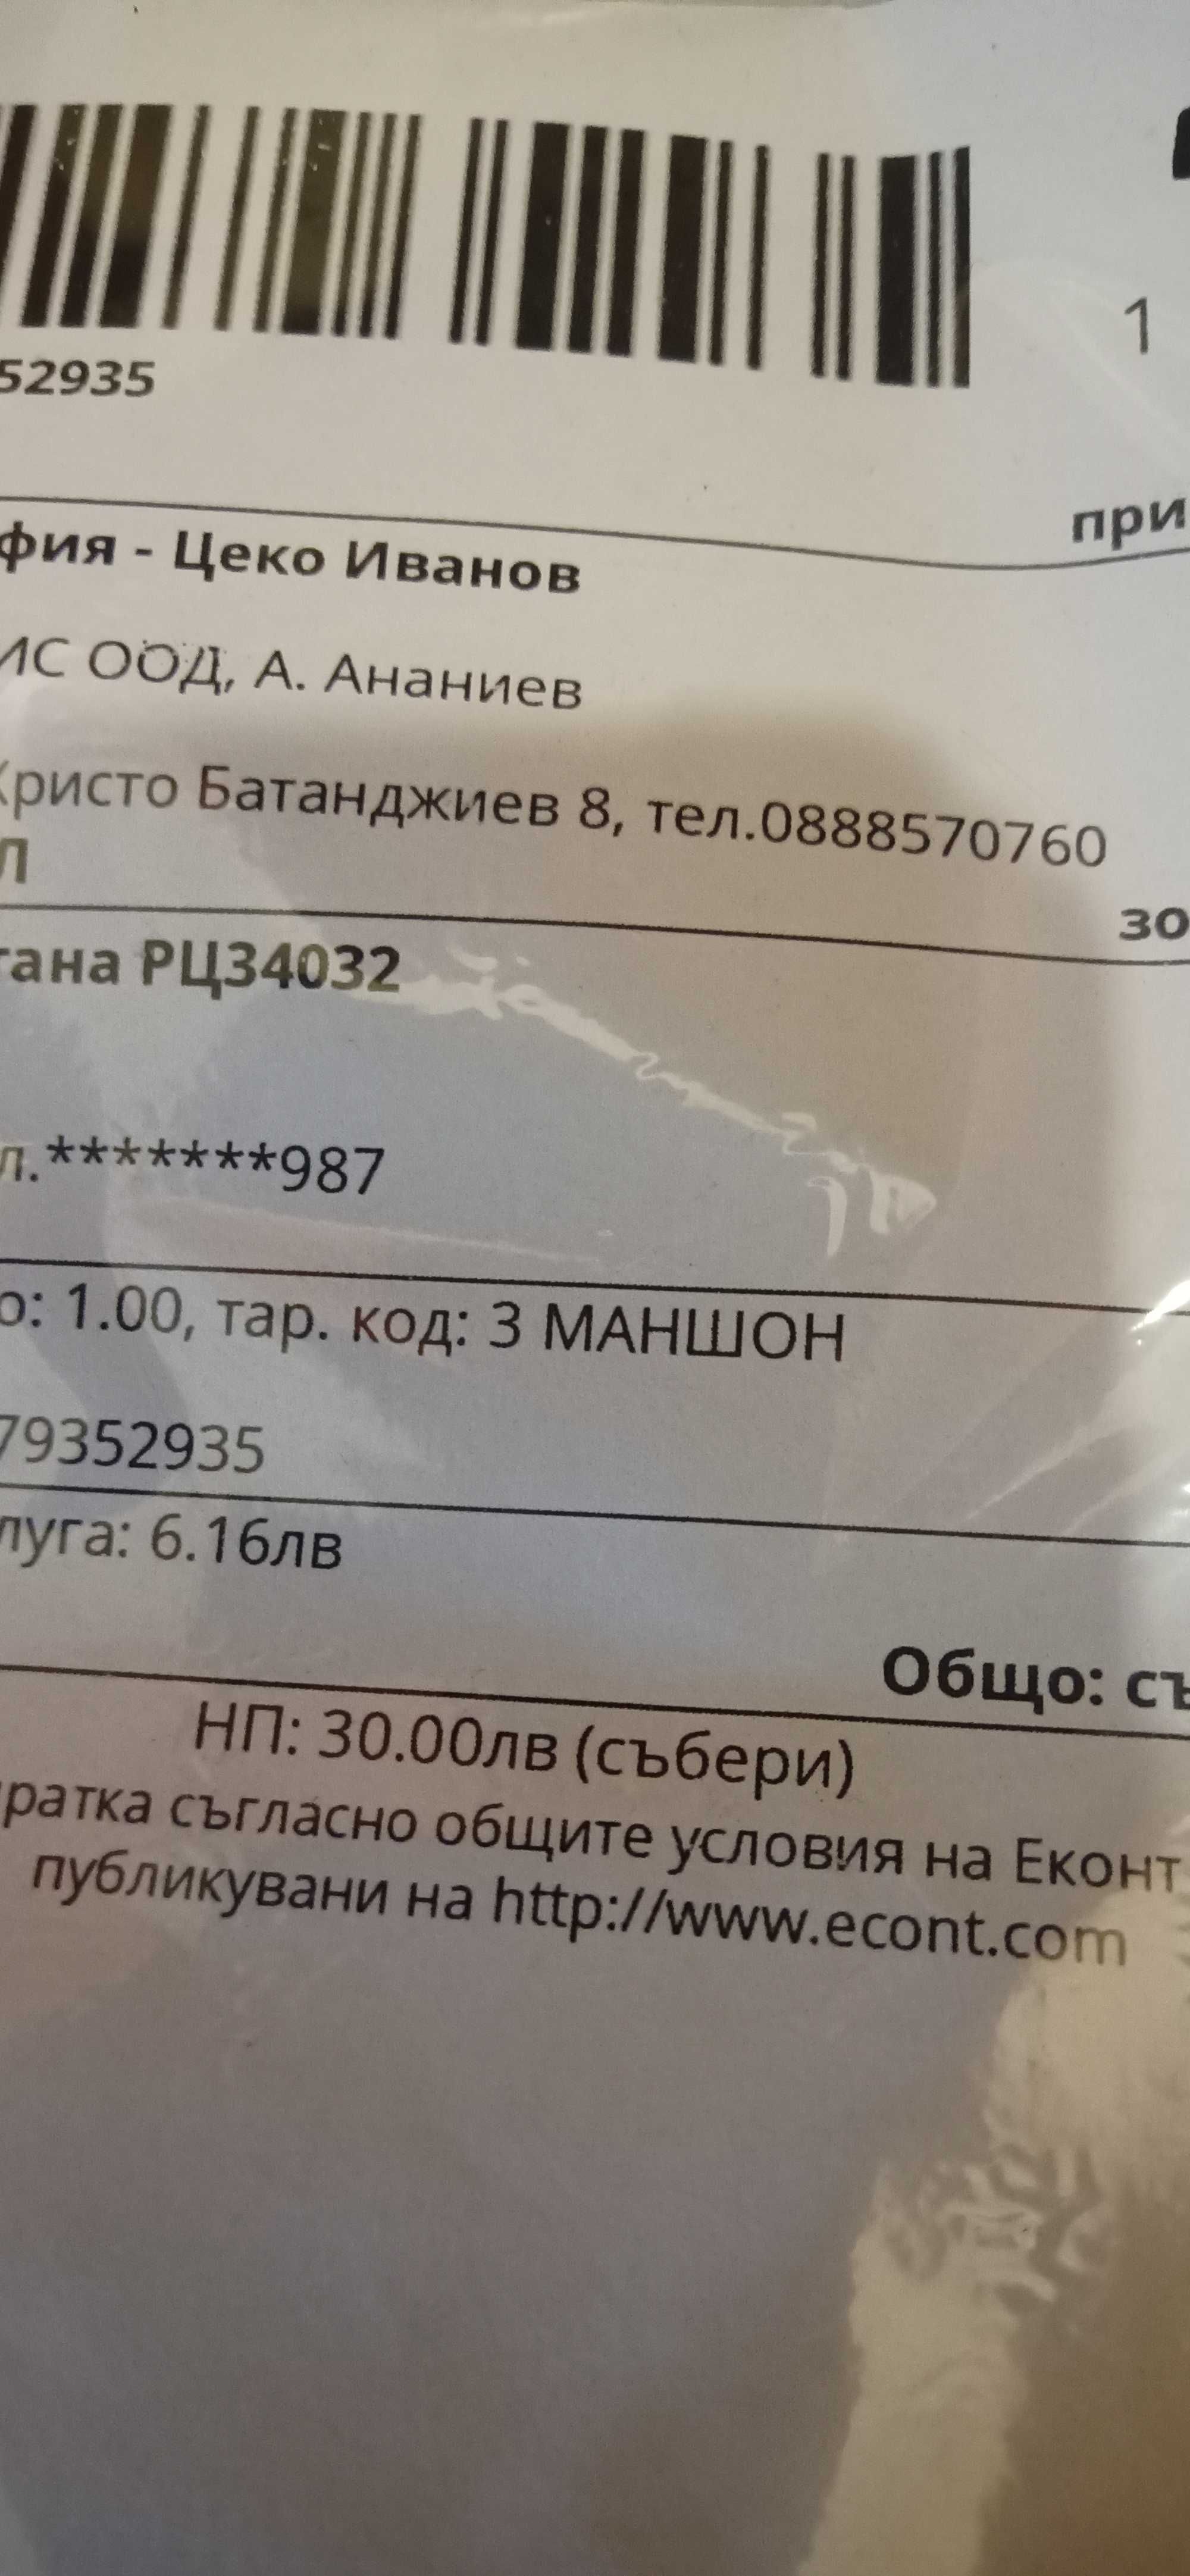 1
52935
при
фия - Цеко Иванов
ИС ООД, А. Ананиев
Христо Батанджиев 8, тел.0888570760
Л
зо
гана РЦ34032
л.*******987
о: 1.00, тар. код: 3 МАНШОН
79352935
луга: 6.16лв
Общо: съ
НП: 30.00лв (събери)
ратка съгласно общите условия на Еконт
публикувани на http://www.econt.com